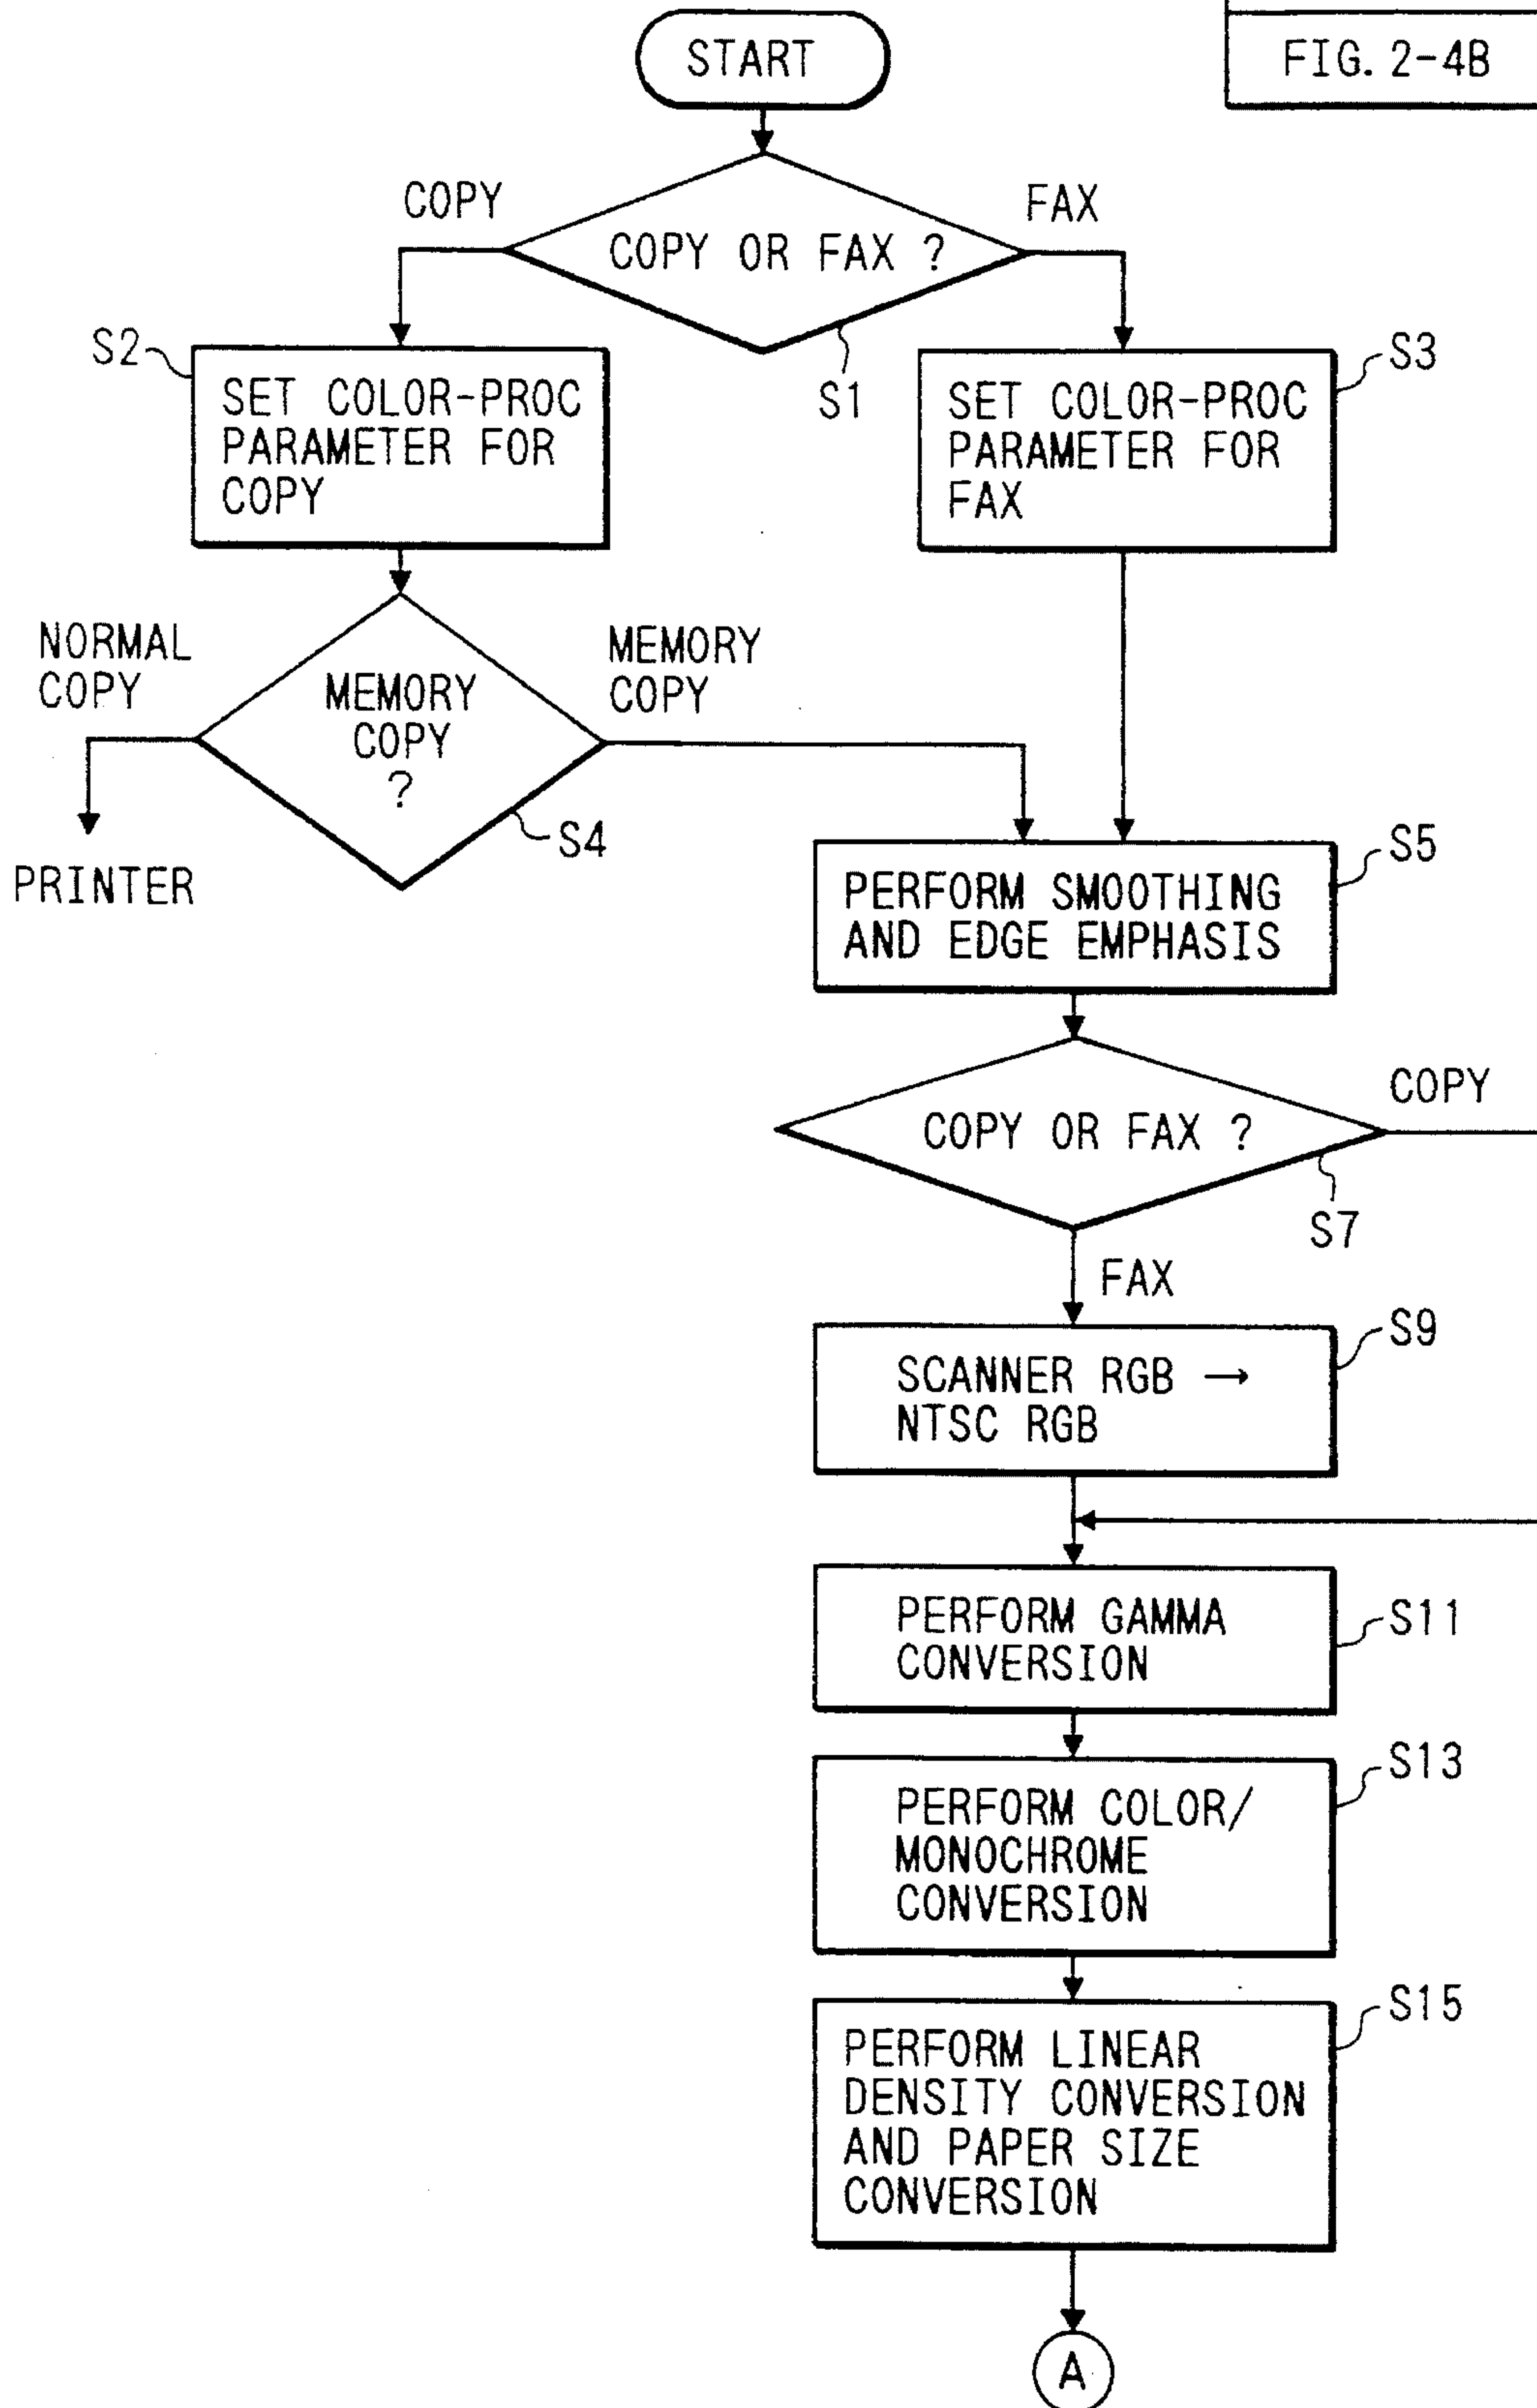 FIG. 2-4B
START
COPY
FAX
COPY OR FAX ?
S1
S2
SET COLOR-PROC
PARAMETER FOR
COPY
S3
SET COLOR-PROC
PARAMETER FOR
FAX
NORMAL
COPY
MEMORY
COPY
?
MEMORY
COPY
S4
PRINTER
S5
PERFORM SMOOTHING
AND EDGE EMPHASIS
COPY OR FAX ?
COPY
S7
FAX
S9
SCANNER RGB →
NTSC RGB
PERFORM GAMMA
CONVERSION
S11
S13
PERFORM COLOR/
MONOCHROME
CONVERSION
S15
PERFORM LINEAR
DENSITY CONVERSION
AND PAPER SIZE
CONVERSION
A